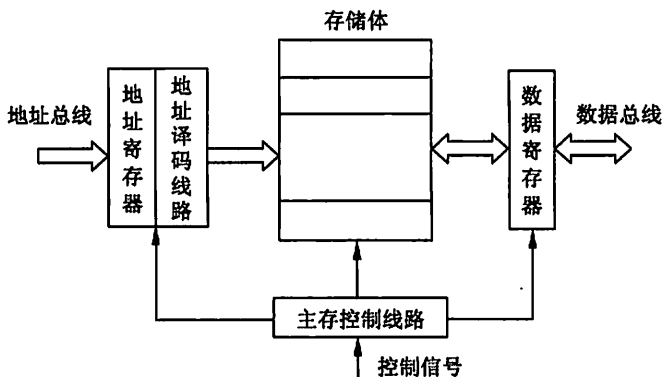 存储体
地址总线
地址寄存器
地址译码线路
数据寄存器
数据总线
主存控制线路
控制信号